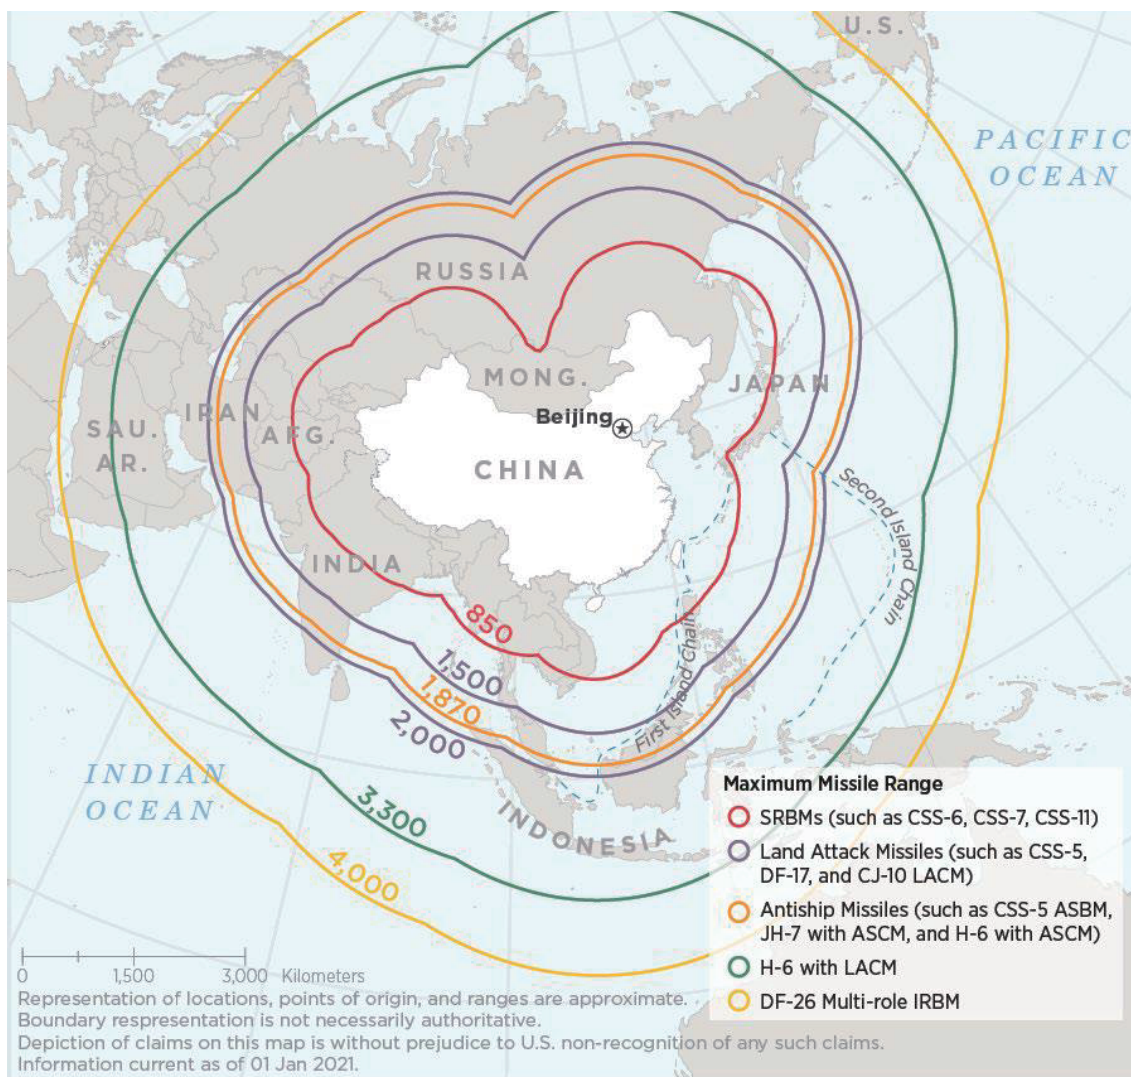 U.S.
PACIFIC
OCEAN
RUSSIA
MONG.
JAPAN
IRAN
AFG.
SAU.
AR.
Beijing
CHINA
Second Island Chain
INDIA
First Island Chain
850
1,500
1,870
2,000
3,300
4,000
INDIAN
OCEAN
INDONESIA
Maximum Missile Range
SRBMs (such as CSS-6, CSS-7, CSS-11)
Land Attack Missiles (such as CSS-5,
DF-17, and CJ-10 LACM)
Antiship Missiles (such as CSS-5 ASBM,
JH-7 with ASCM, and H-6 with ASCM)
H-6 with LACM
DF-26 Multi-role IRBM
0 1,500 3,000 Kilometers
Representation of locations, points of origin, and ranges are approximate.
Boundary respresentation is not necessarily authoritative.
Depiction of claims on this map is without prejudice to U.S. non-recognition of any such claims.
Information current as of 01 Jan 2021.